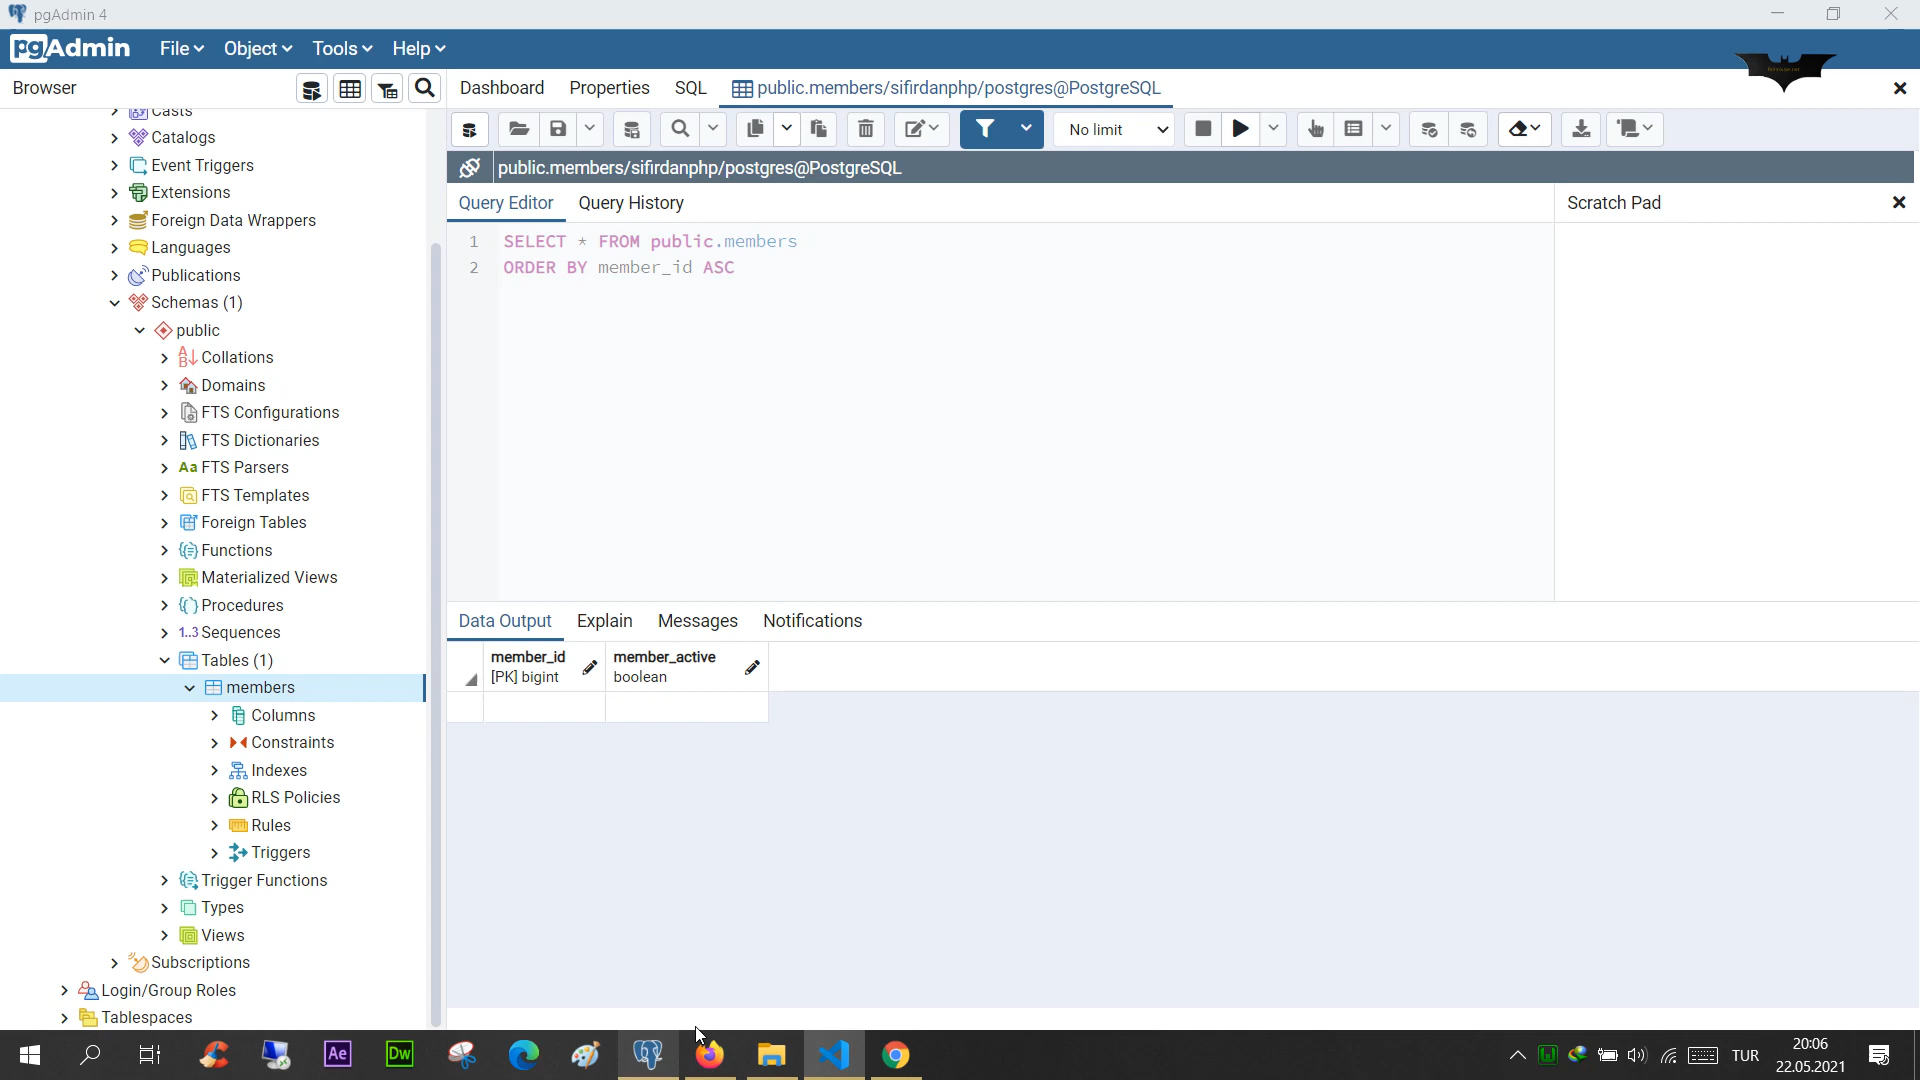 pgAdmin 4
pgAdmin File Object Tools Help
Browser
Dashboard Properties SQL public.members/sifirdanphp/postgres@PostgreSQL
No limit
public.members/sifirdanphp/postgres@PostgreSQL
Query Editor Query History
Scratch Pad
1 SELECT * FROM public.members
2 ORDER BY member_id ASC
Casts
Catalogs
Event Triggers
Extensions
Foreign Data Wrappers
Languages
Publications
Schemas (1)
public
Collations
Domains
FTS Configurations
FTS Dictionaries
Aa FTS Parsers
FTS Templates
Foreign Tables
Functions
Materialized Views
Procedures
1..3 Sequences
Tables (1)
members
Columns
Constraints
Indexes
RLS Policies
Rules
Triggers
Trigger Functions
Types
Views
Subscriptions
Login/Group Roles
Tablespaces
Data Output Explain Messages Notifications
member_id
[PK] bigint
member_active
boolean
Ae Dw
TUR
20:06
22.05.2021